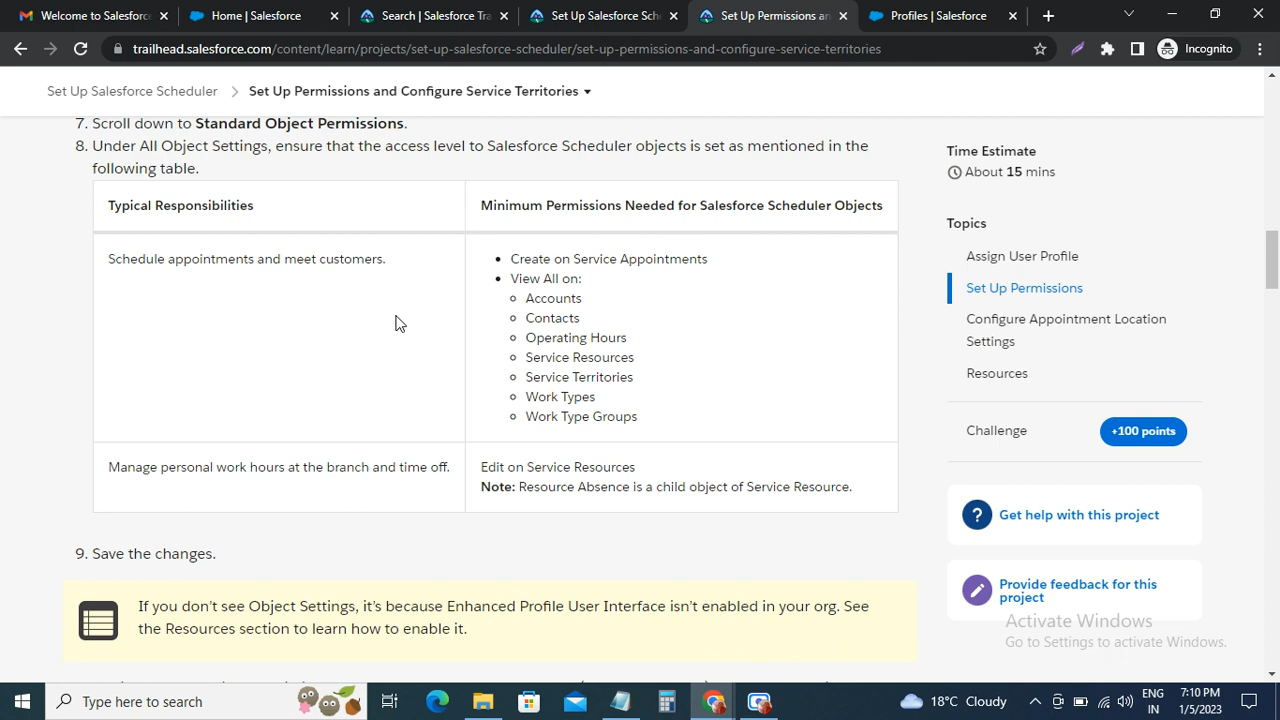 Welcome to Salesforc
Home | Salesforce
Search | Salesforce Tra
Set Up Salesforce Sch
Set Up Permissions an
Profiles | Salesforce
trailhead.salesforce.com/content/learn/projects/set-up-salesforce-scheduler/set-up-permissions-and-configure-service-territories
Incognito
Set Up Salesforce Scheduler > Set Up Permissions and Configure Service Territories
7. Scroll down to Standard Object Permissions.
8. Under All Object Settings, ensure that the access level to Salesforce Scheduler objects is set as mentioned in the
following table.
Typical Responsibilities
Minimum Permissions Needed for Salesforce Scheduler Objects
Schedule appointments and meet customers.
Create on Service Appointments
View All on:
Accounts
Contacts
Operating Hours
Service Resources
Service Territories
Work Types
Work Type Groups
Manage personal work hours at the branch and time off.
Edit on Service Resources
Note: Resource Absence is a child object of Service Resource.
9. Save the changes.
If you don't see Object Settings, it's because Enhanced Profile User Interface isn't enabled in your org. See
the Resources section to learn how to enable it.
Time Estimate
About 15 mins
Topics
Assign User Profile
Set Up Permissions
Configure Appointment Location
Settings
Resources
Challenge
+100 points
Get help with this project
Provide feedback for this
project
Activate Windows
Go to Settings to activate Windows.
Type here to search
18°C Cloudy
ENG
IN
7:10 PM
1/5/2023